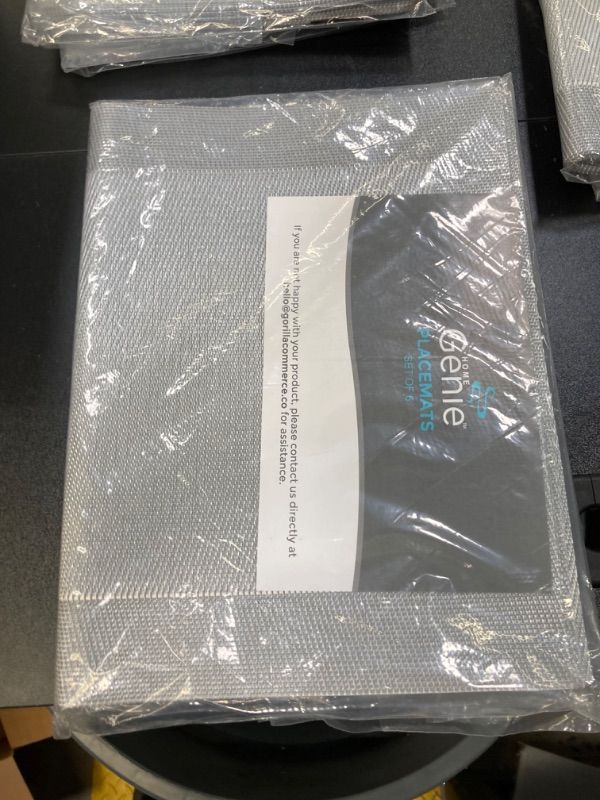 HOME
Genie™
PLACEMATS
SET OF 6
If you are not happy with your product, please contact us directly at
hello@gorillacommerce.co for assistance.